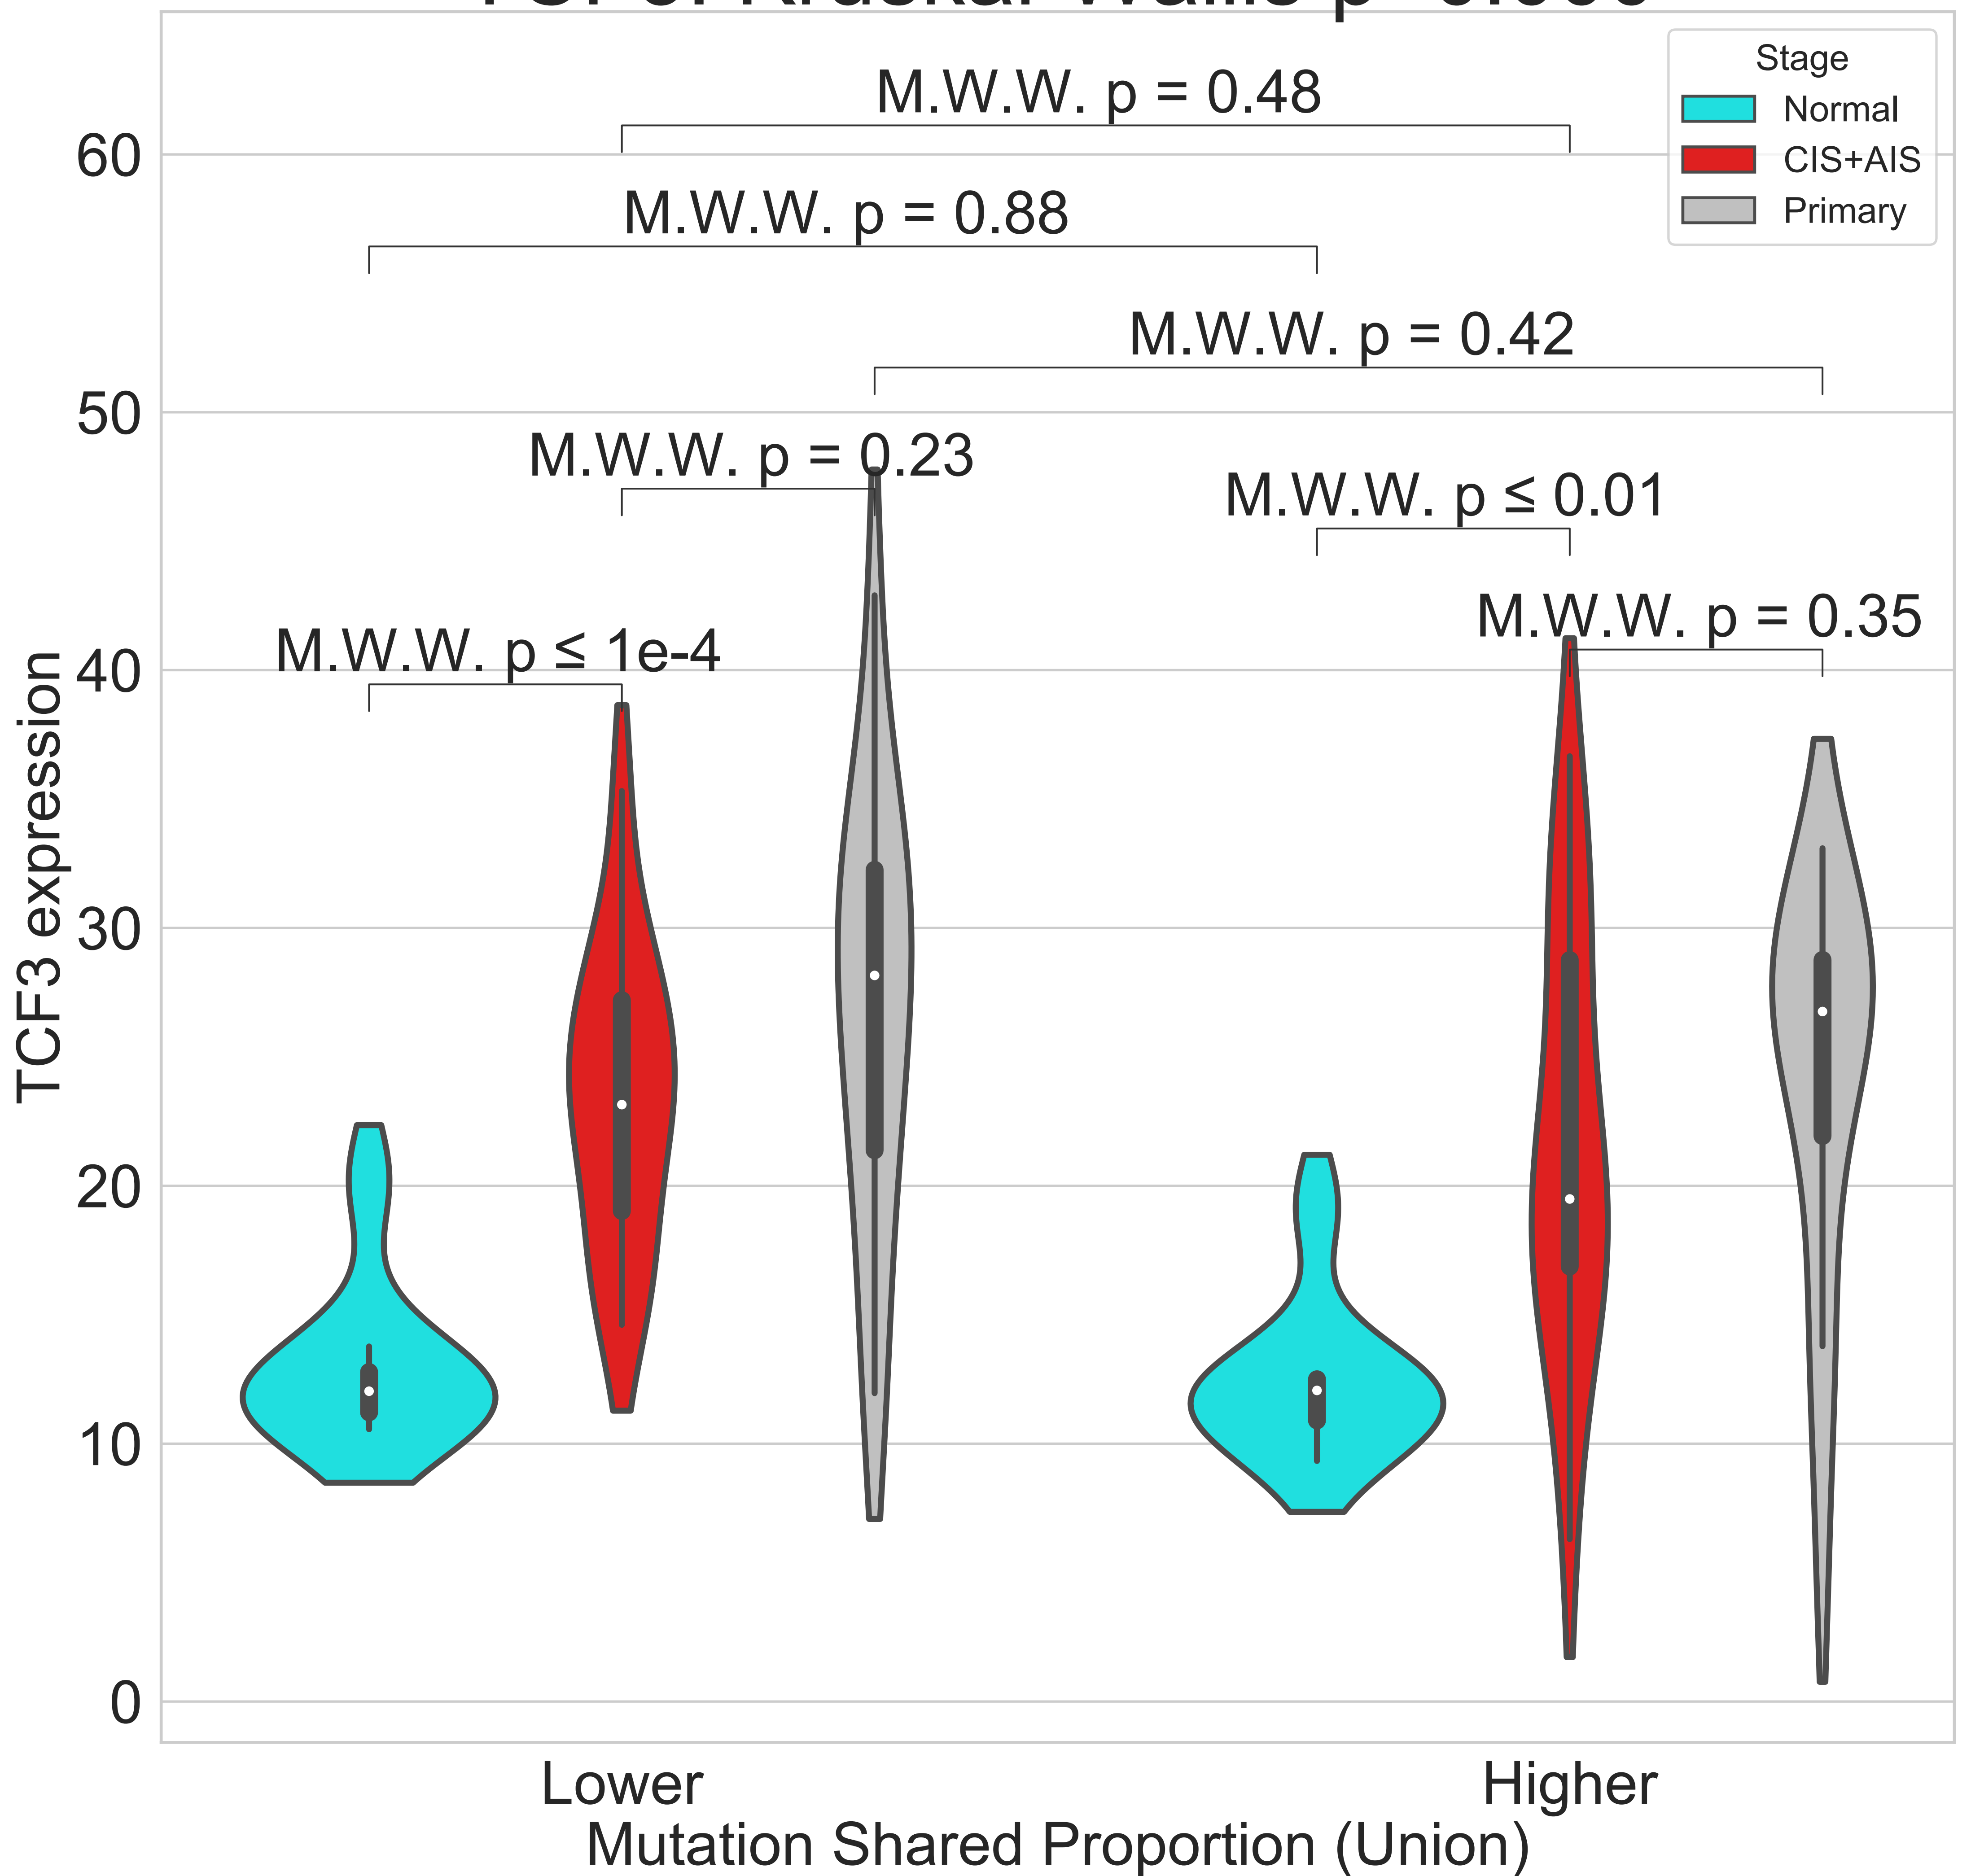 Stage
Normal
CIS+AIS
Primary
M.W.W. p = 0.48
M.W.W. p = 0.88
M.W.W. p = 0.42
M.W.W. p = 0.23
M.W.W. p ≤ 0.01
M.W.W. p = 0.35
M.W.W. p ≤ 1e-4
TCF3 expression
60
50
40
30
20
10
0
Lower
Higher
Mutation Shared Proportion (Union)